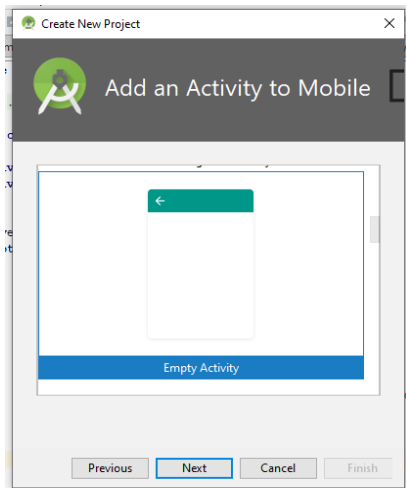 Create New Project
Add an Activity to Mobile
Empty Activity
Previous
Next
Cancel
Finish